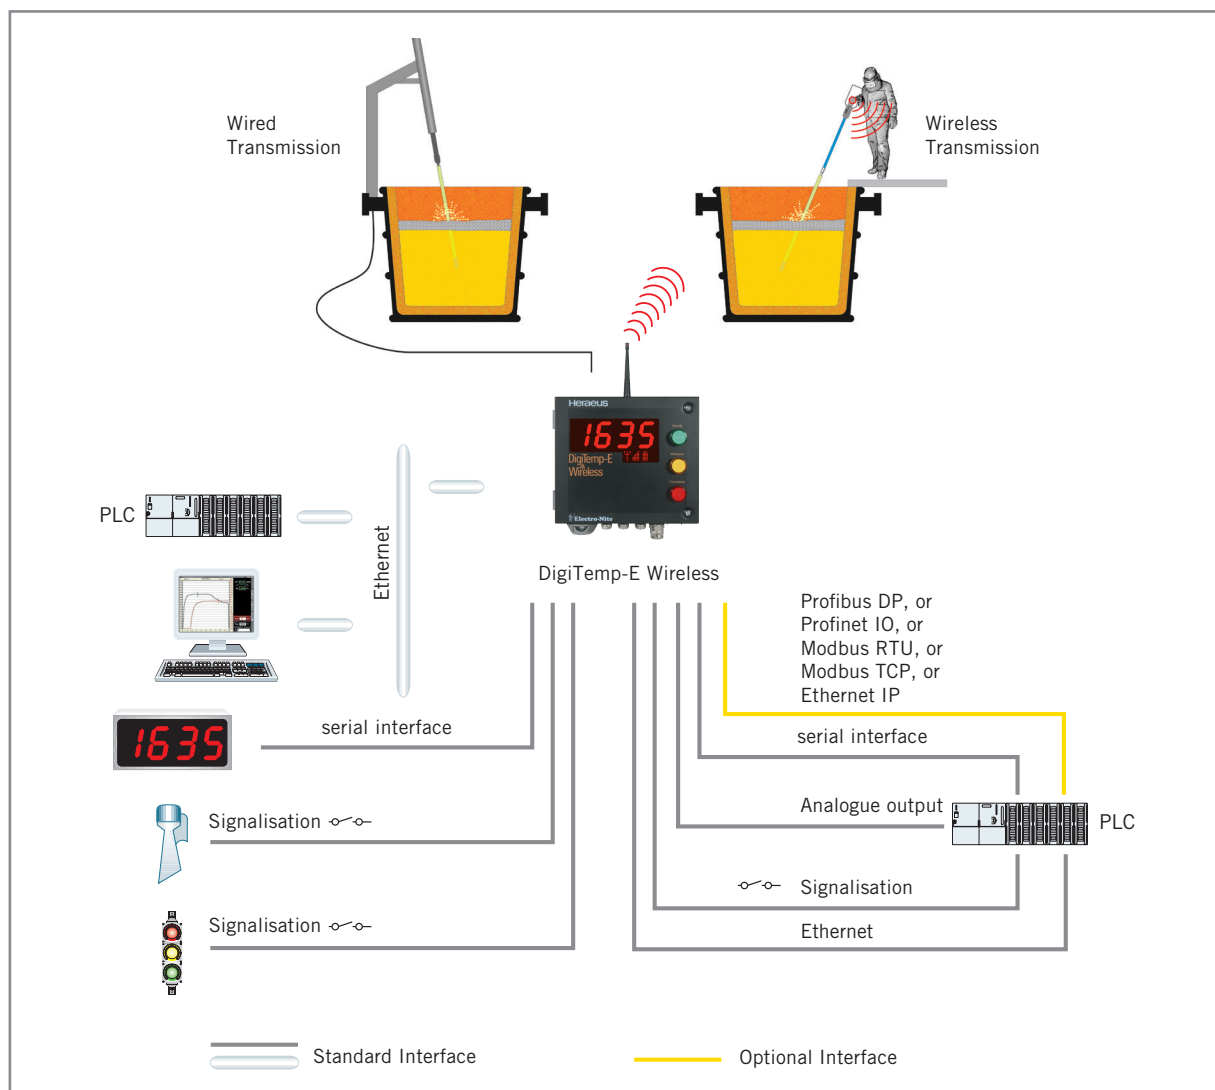 Wired
Transmission
Wireless
Transmission
Heraeus
1635
DigiTemp-E
Wireless
Electro-Nite
PLC
Ethernet
DigiTemp-E Wireless
Profibus DP, or
Profinet IO, or
Modbus RTU, or
Modbus TCP, or
Ethernet IP
serial interface
1635
serial interface
Analogue output
PLC
Signalisation
Signalisation
Signalisation
Ethernet
Standard Interface
Optional Interface